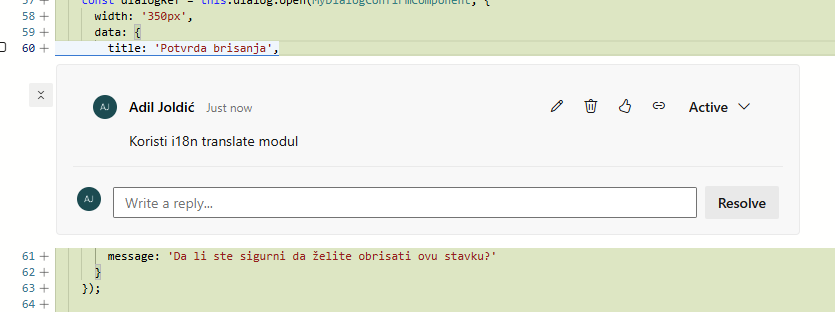 57 + const dialogRef = this.dialog.open(MyDialogConfirmComponent, {
58 + width: '350px',
59 + data: {
60 + title: 'Potvrda brisanja',
AJ Adil Joldić Just now Active
Koristi i18n translate modul
AJ Write a reply... Resolve
61 + message: 'Da li ste sigurni da želite obrisati ovu stavku?'
62 + }
63 + });
64 +